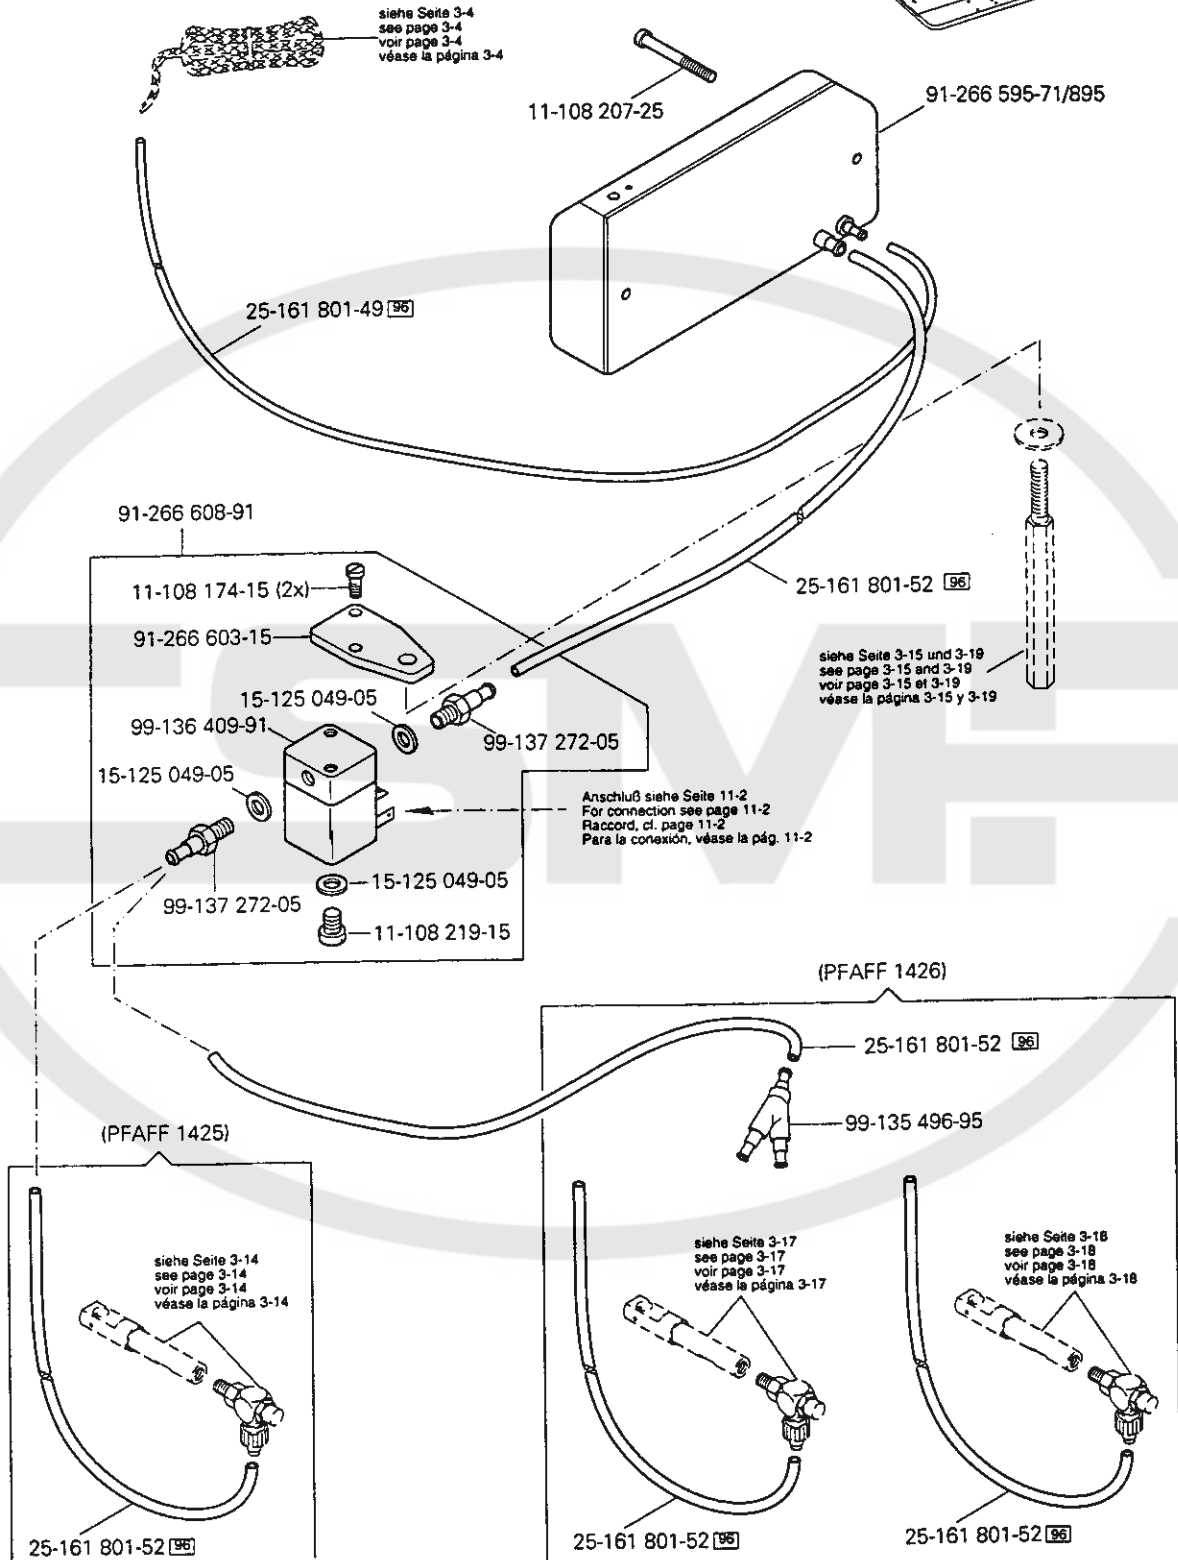 siehe Seite 3-4
see page 3-4
voir page 3-4
véase la página 3-4
11-108 207-25
91-266 595-71/895
25-161 801-49 96
91-266 608-91
11-108 174-15 (2x)
91-266 603-15
25-161 801-52 96
siehe Seite 3-15 und 3-19
see page 3-15 and 3-19
voir page 3-15 et 3-19
véase la página 3-15 y 3-19
15-125 049-05
99-136 409-91
99-137 272-05
15-125 049-05
Anschluß siehe Seite 11-2
For connection see page 11-2
Raccord, cf. page 11-2
Para la conexión, véase la pág. 11-2
15-125 049-05
99-137 272-05
11-108 219-15
(PFAFF 1426)
25-161 801-52 96
99-135 496-95
(PFAFF 1425)
siehe Seite 3-14
see page 3-14
voir page 3-14
véase la página 3-14
siehe Seite 3-17
see page 3-17
voir page 3-17
véase la página 3-17
siehe Seite 3-18
see page 3-18
voir page 3-18
véase la página 3-18
25-161 801-52 96
25-161 801-52 96
25-161 801-52 96
ESMH